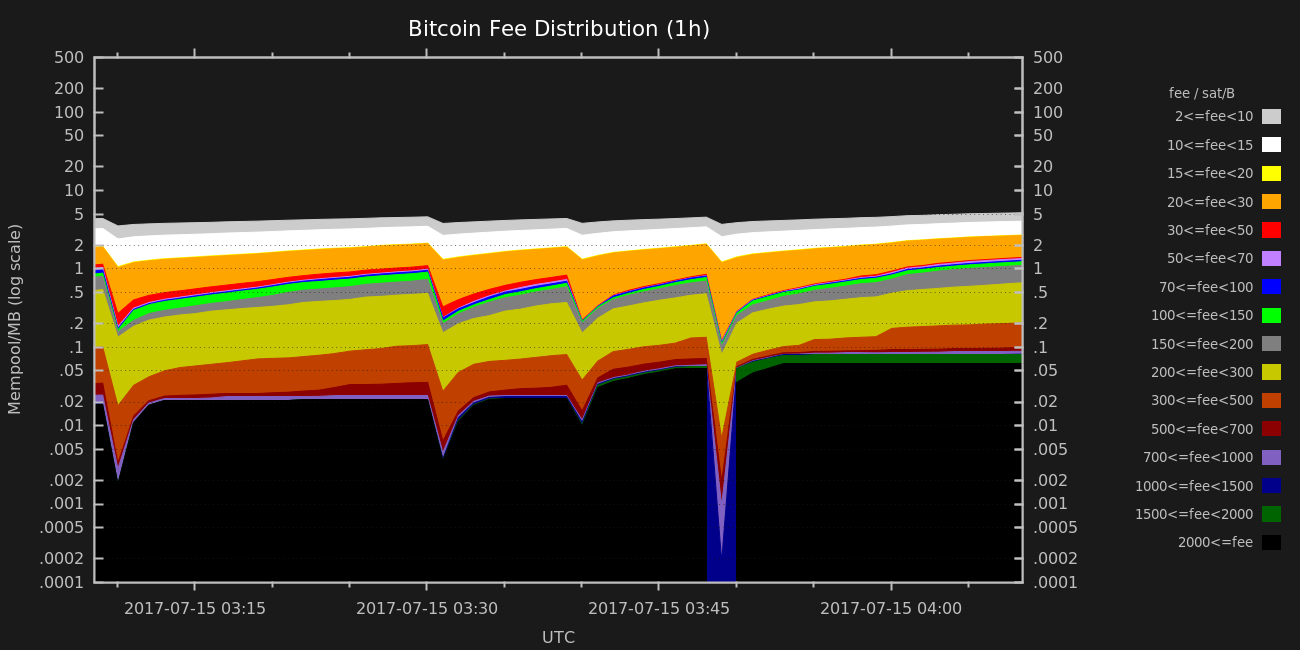 Bitcoin Fee Distribution (1h)
Mempool/MB (log scale)
500
200
100
50
20
10
5
2
1
.5
.2
.1
.05
.02
.01
.005
.002
.001
.0005
.0002
.0001
500
200
100
50
20
10
5
2
1
.5
.2
.1
.05
.02
.01
.005
.002
.001
.0005
.0002
.0001
2017-07-15 03:15
2017-07-15 03:30
2017-07-15 03:45
2017-07-15 04:00
UTC
fee / sat/B
2<=fee<10
10<=fee<15
15<=fee<20
20<=fee<30
30<=fee<50
50<=fee<70
70<=fee<100
100<=fee<150
150<=fee<200
200<=fee<300
300<=fee<500
500<=fee<700
700<=fee<1000
1000<=fee<1500
1500<=fee<2000
2000<=fee